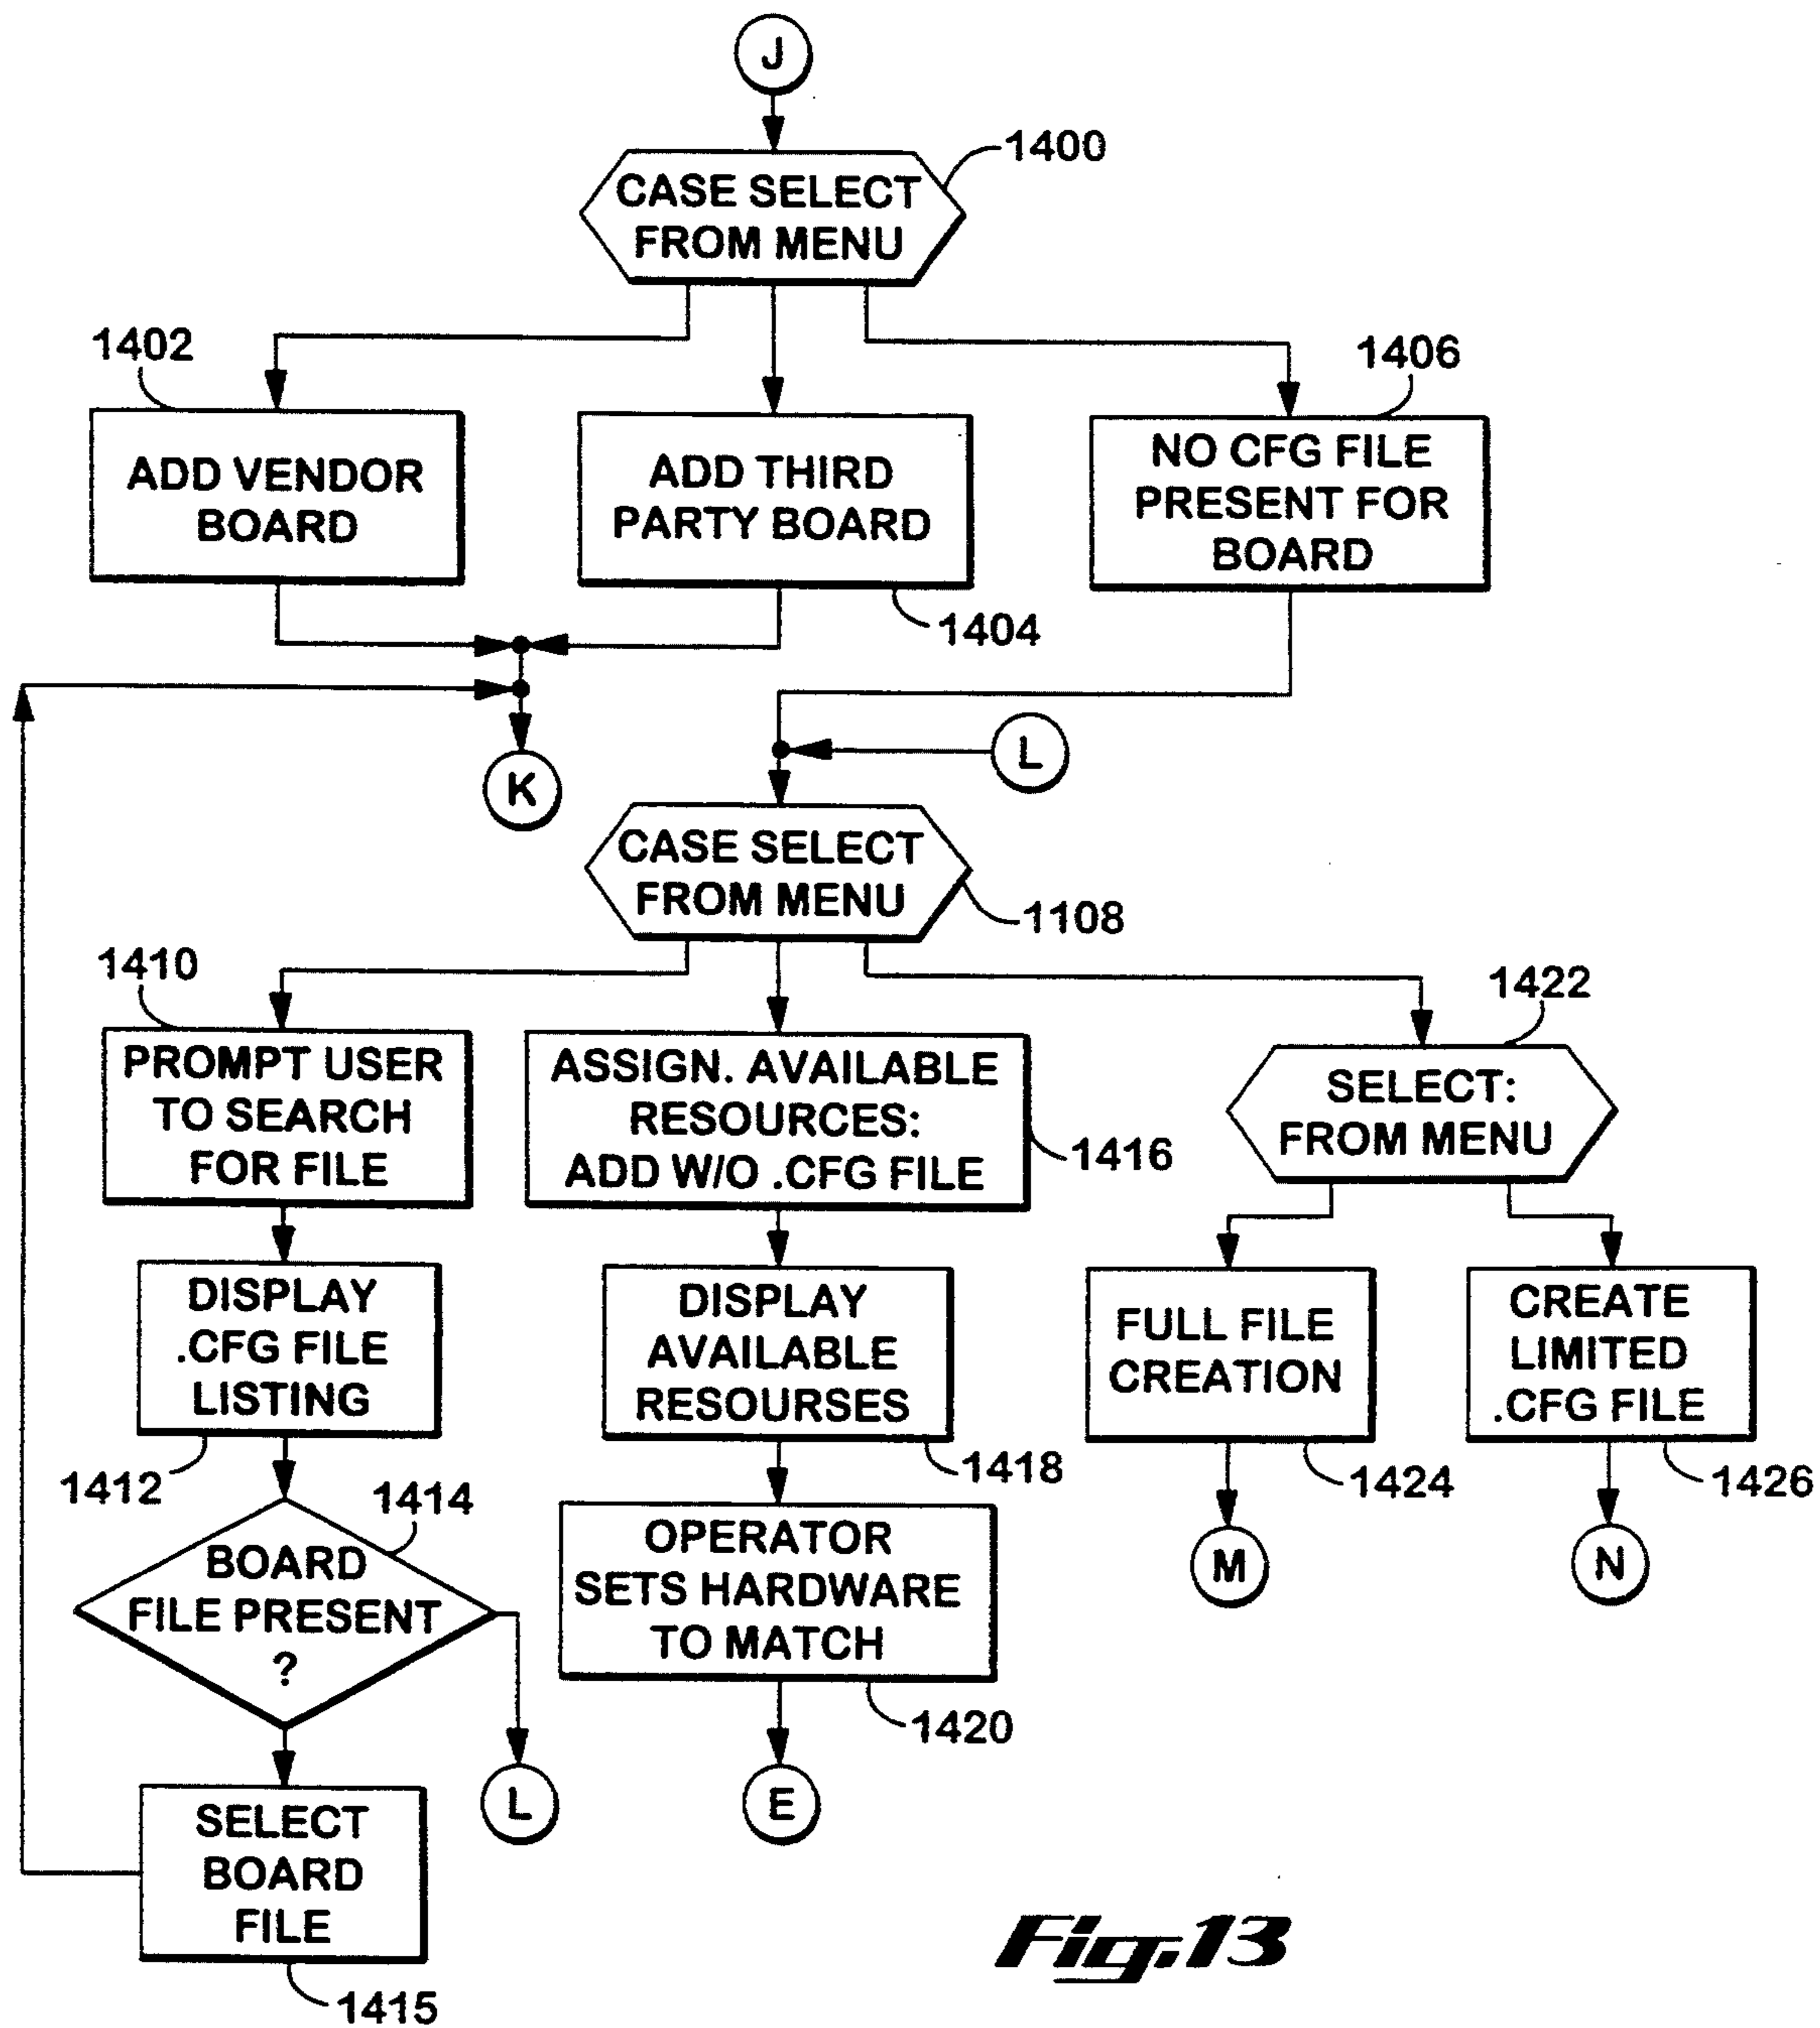 J
1400
CASE SELECT
FROM MENU
1402
1406
ADD VENDOR
BOARD
ADD THIRD
PARTY BOARD
NO CFG FILE
PRESENT FOR
BOARD
1404
L
K
CASE SELECT
FROM MENU
1108
1410
1422
PROMPT USER
TO SEARCH
FOR FILE
ASSIGN. AVAILABLE
RESOURCES:
ADD W/O .CFG FILE
1416
SELECT:
FROM MENU
DISPLAY
.CFG FILE
LISTING
DISPLAY
AVAILABLE
RESOURSES
FULL FILE
CREATION
CREATE
LIMITED
.CFG FILE
1412
1414
1418
1424
1426
BOARD
FILE PRESENT
?
OPERATOR
SETS HARDWARE
TO MATCH
M
N
1420
SELECT
BOARD
FILE
L
E
1415
Fig.13